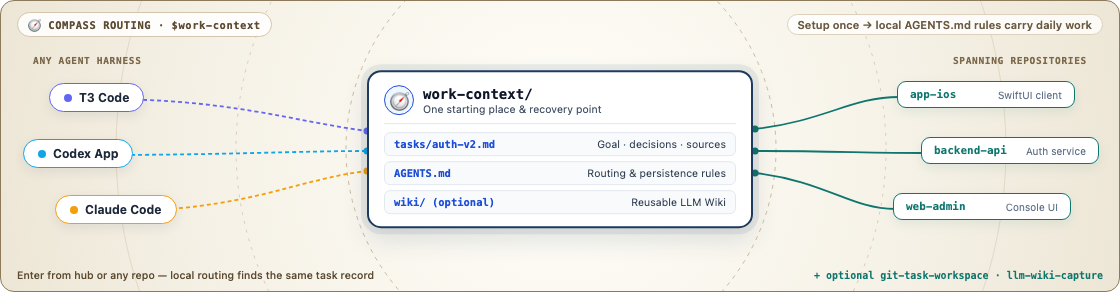 COMPASS ROUTING · $work-context
Setup once → local AGENTS.md rules carry daily work
ANY AGENT HARNESS
SPANNING REPOSITORIES
T3 Code
Codex App
Claude Code
work-context/
One starting place & recovery point
tasks/auth-v2.md Goal · decisions · sources
AGENTS.md Routing & persistence rules
wiki/ (optional) Reusable LLM Wiki
app-ios SwiftUI client
backend-api Auth service
web-admin Console UI
Enter from hub or any repo — local routing finds the same task record
+ optional git-task-workspace · llm-wiki-capture